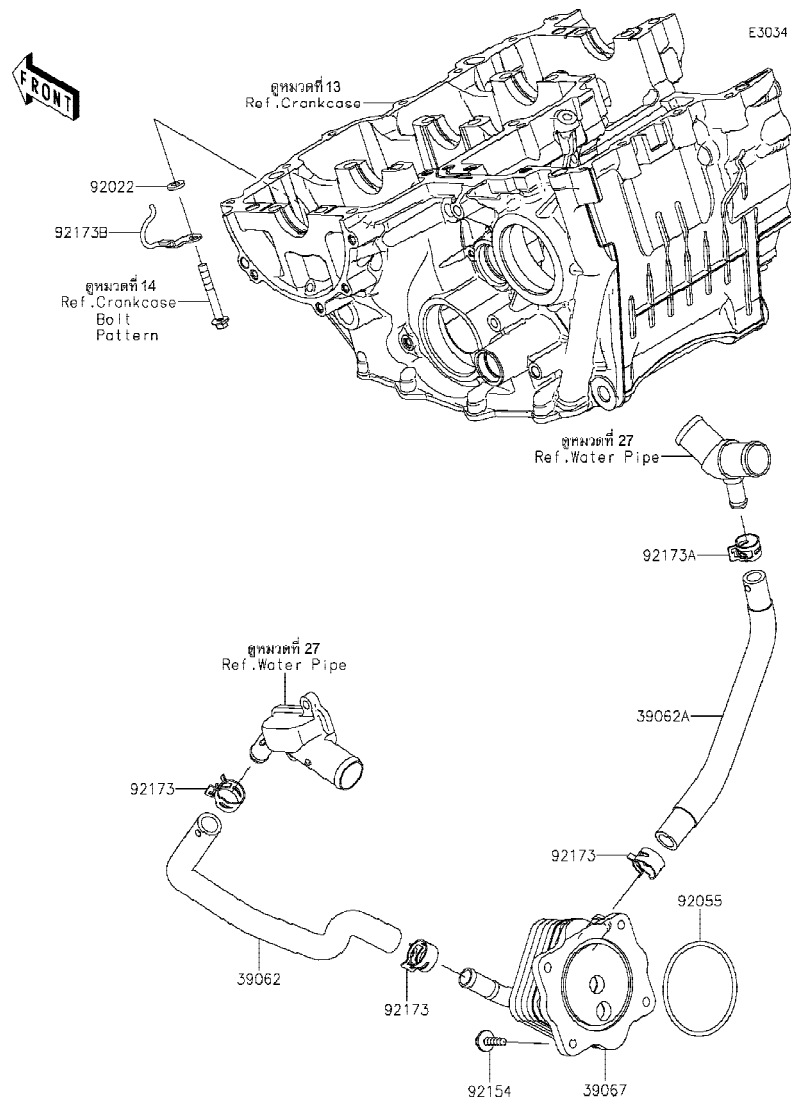 E3034
FRONT
ดูหมวดที่ 13
Ref.Crankcase
92022
92173B
ดูหมวดที่ 14
Ref.Crankcase
Bolt
Pattern
ดูหมวดที่ 27
Ref.Water Pipe
92173A
ดูหมวดที่ 27
Ref.Water Pipe
39062A
92173
92173
92055
39062
92173
92154
39067